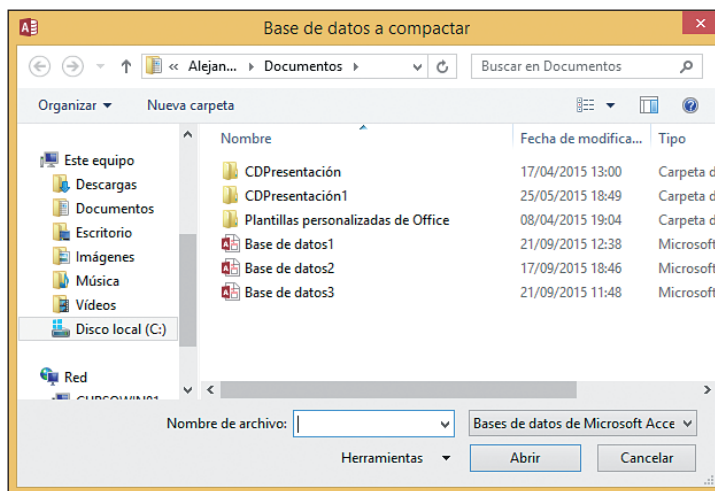 Base de datos a compactar
« Alejan... Documentos Buscar en Documentos
Organizar Nueva carpeta
Nombre Fecha de modifica... Tipo
Este equipo
Descargas
Documentos
Escritorio
Imágenes
Música
Vídeos
Disco local (C:)
Red
CDPresentación 17/04/2015 13:00 Carpeta d
CDPresentación1 25/05/2015 18:49 Carpeta d
Plantillas personalizadas de Office 08/04/2015 19:04 Carpeta d
Base de datos1 21/09/2015 12:38 Microsoft
Base de datos2 17/09/2015 18:46 Microsoft
Base de datos3 21/09/2015 11:48 Microsoft
Nombre de archivo: Bases de datos de Microsoft Acce
Herramientas Abrir Cancelar